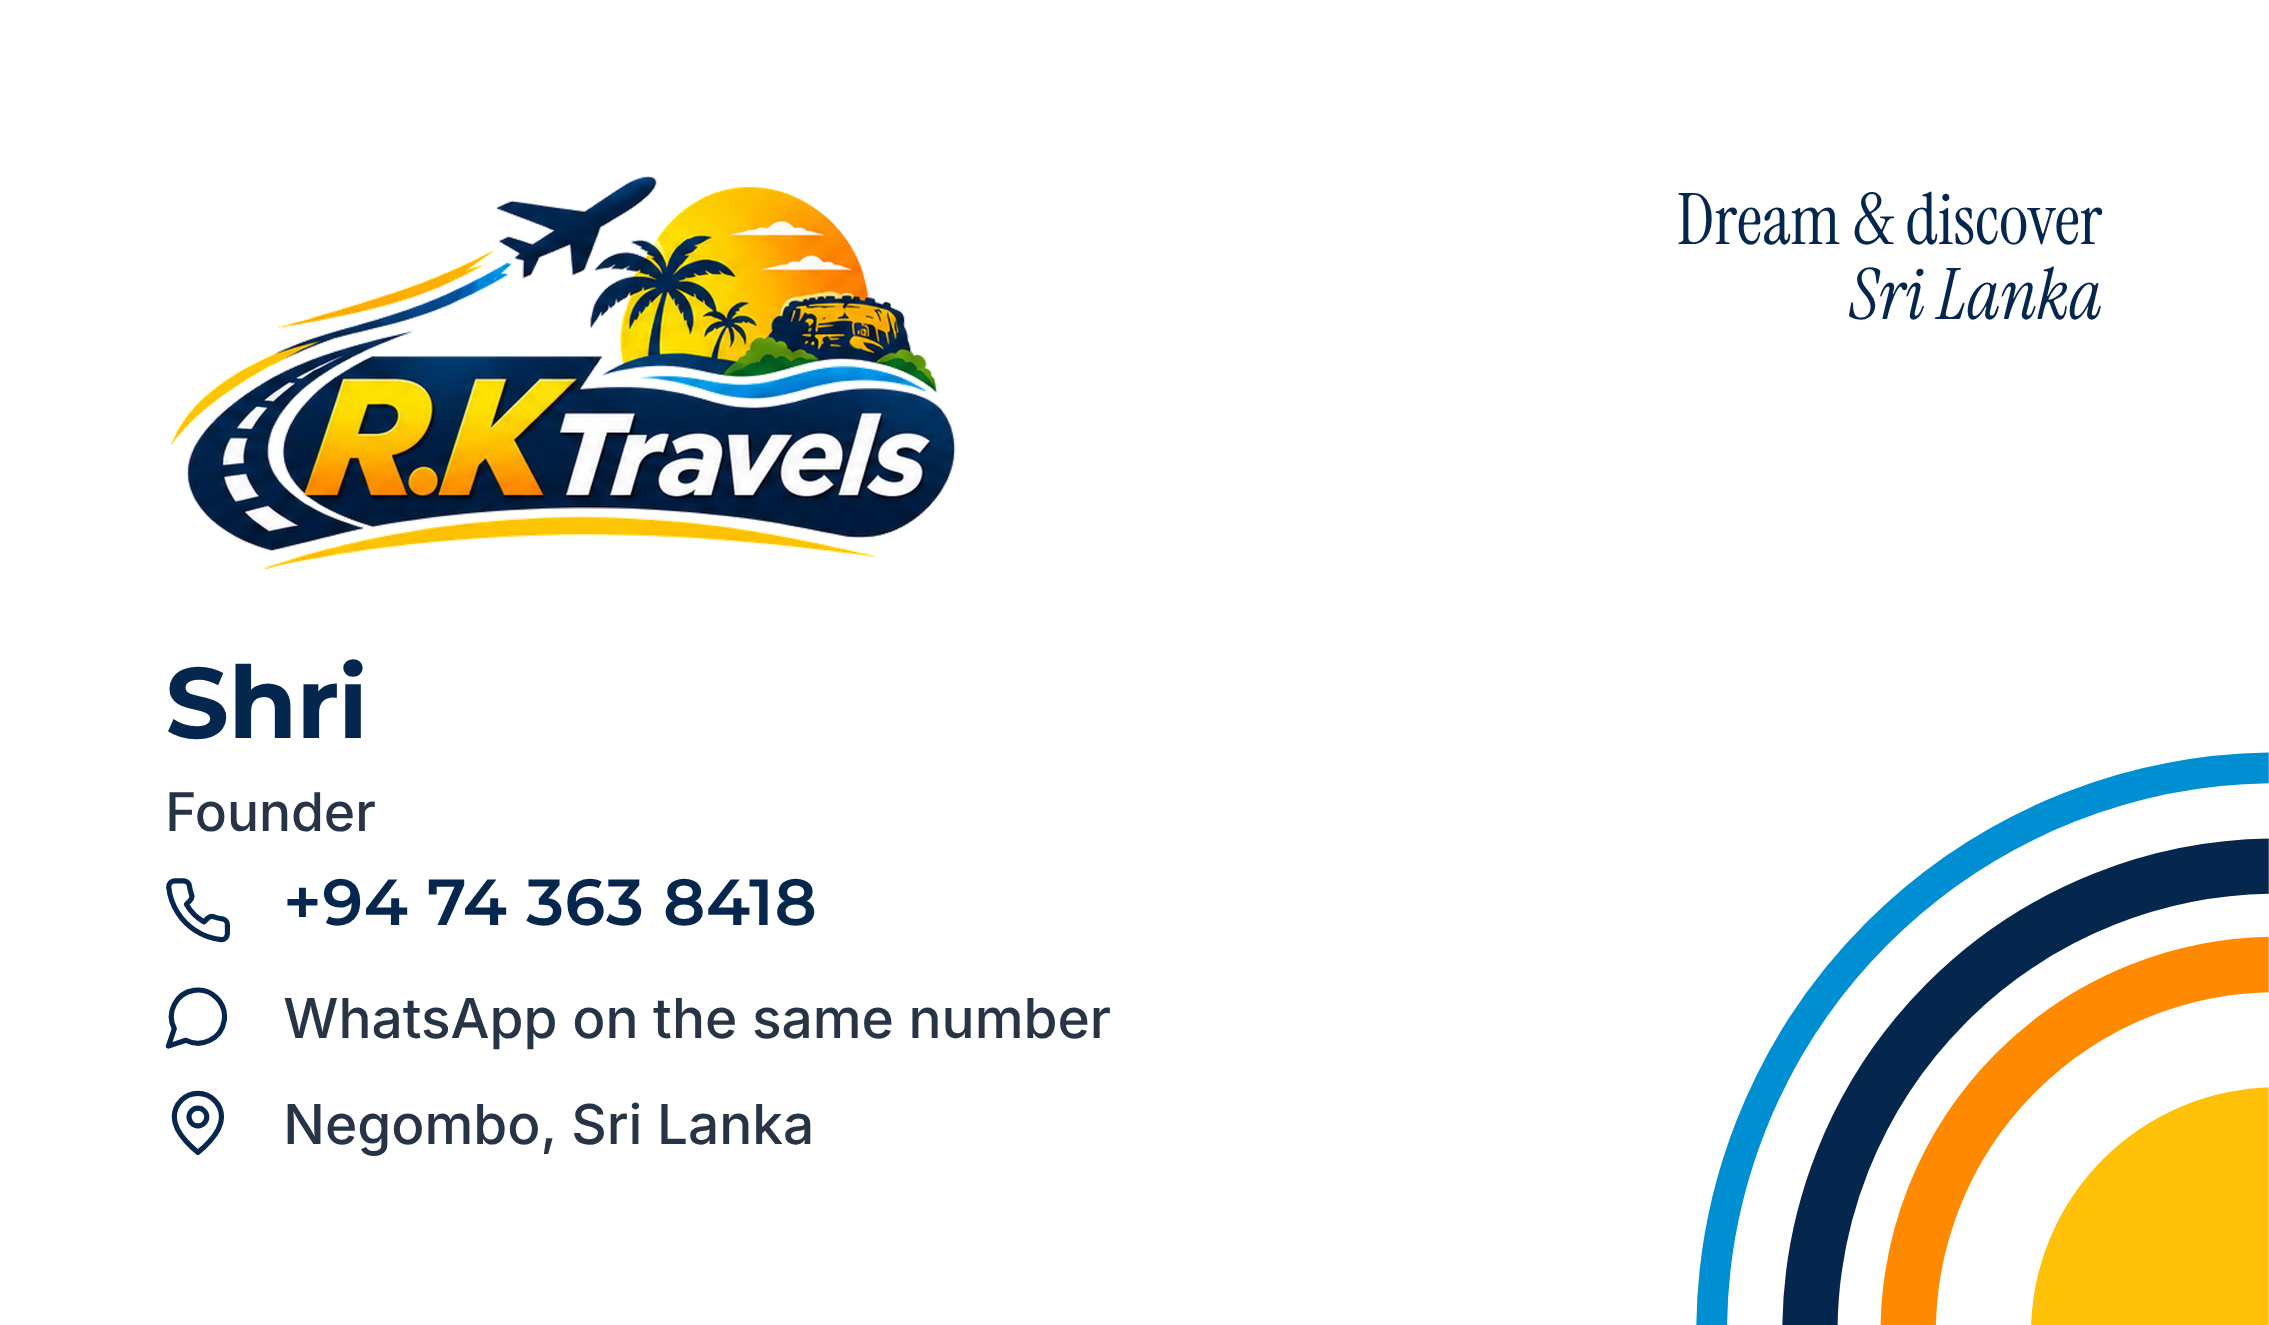 R.K Travels
Dream & discover
Sri Lanka
Shri
Founder
+94 74 363 8418
WhatsApp on the same number
Negombo, Sri Lanka